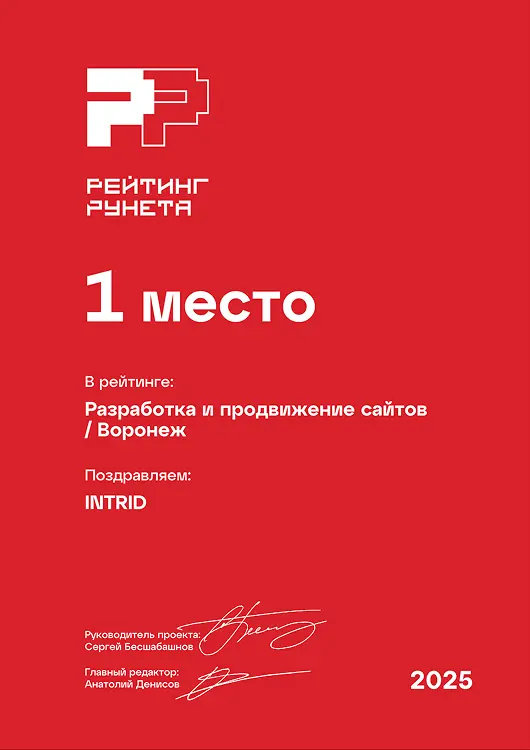 РЕЙТИНГ
РУНЕТА
1 место
В рейтинге:
Разработка и продвижение сайтов
/ Воронеж
Поздравляем:
INTRID
Руководитель проекта:
Сергей Бесшабашнов
Главный редактор:
Анатолий Денисов
2025